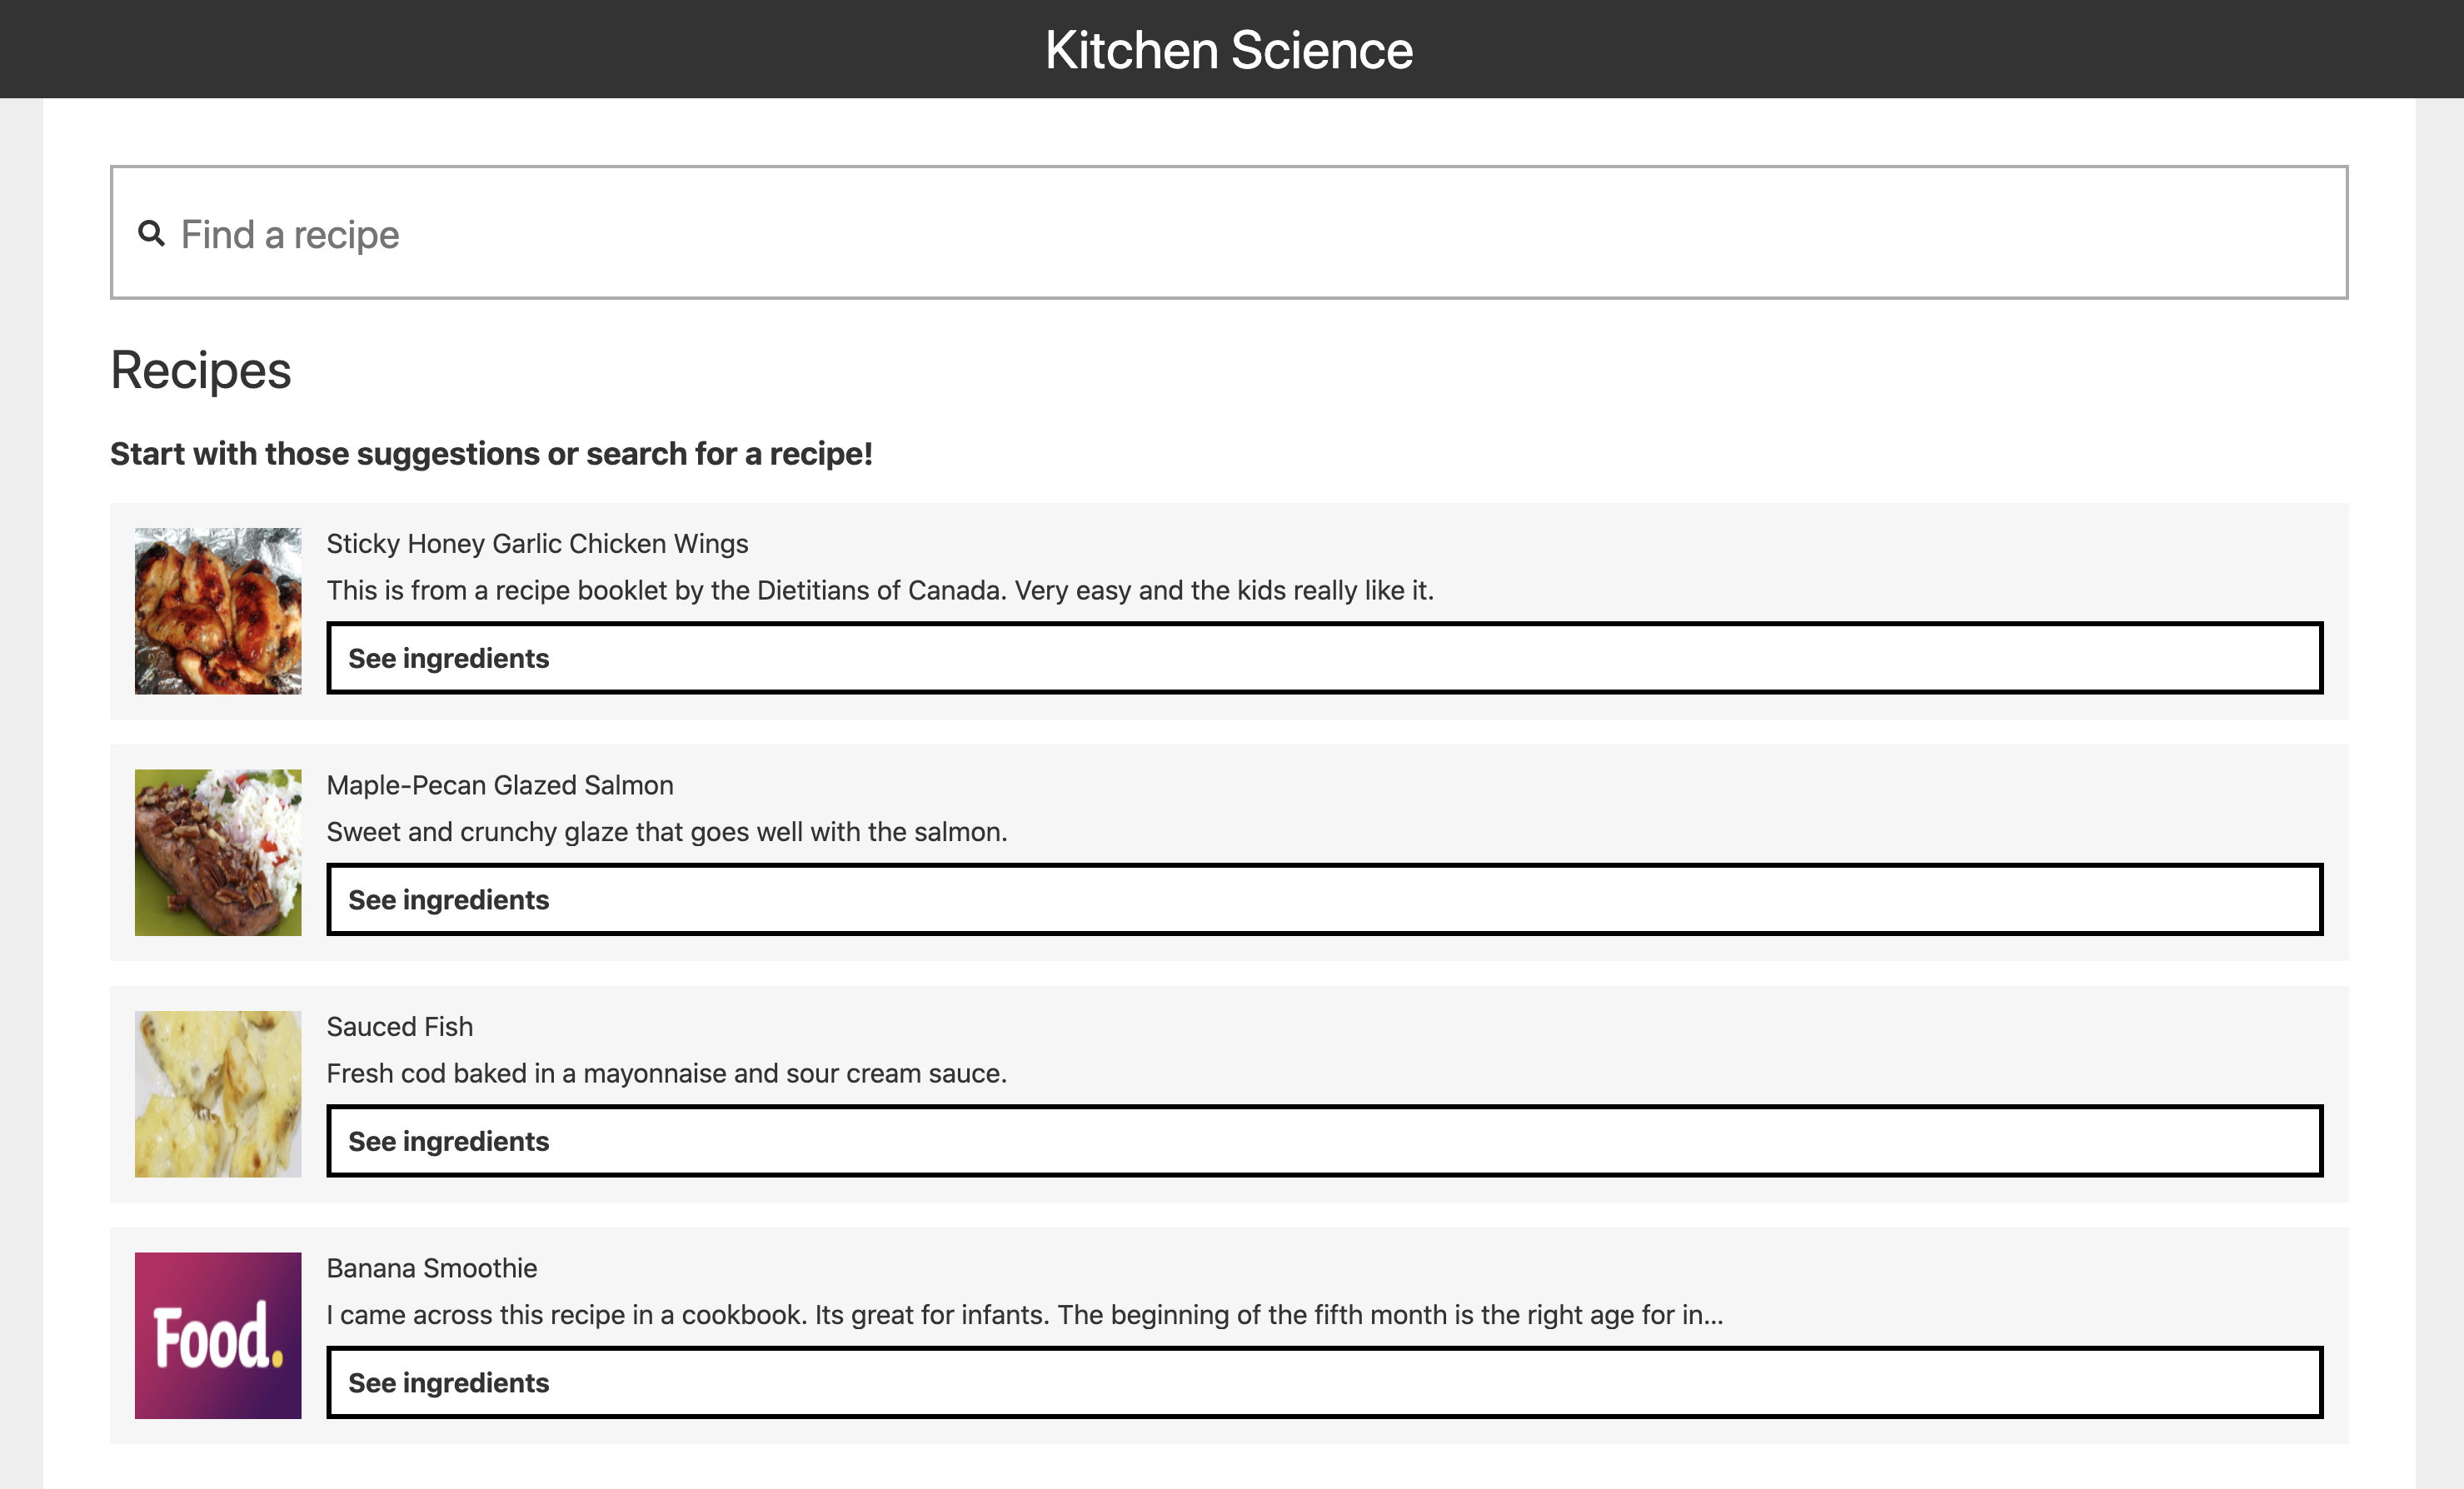 Kitchen Science
Find a recipe
Recipes
Start with those suggestions or search for a recipe!
Sticky Honey Garlic Chicken Wings
This is from a recipe booklet by the Dietitians of Canada. Very easy and the kids really like it.
See ingredients
Maple-Pecan Glazed Salmon
Sweet and crunchy glaze that goes well with the salmon.
See ingredients
Sauced Fish
Fresh cod baked in a mayonnaise and sour cream sauce.
See ingredients
Food.
Banana Smoothie
I came across this recipe in a cookbook. Its great for infants. The beginning of the fifth month is the right age for in...
See ingredients